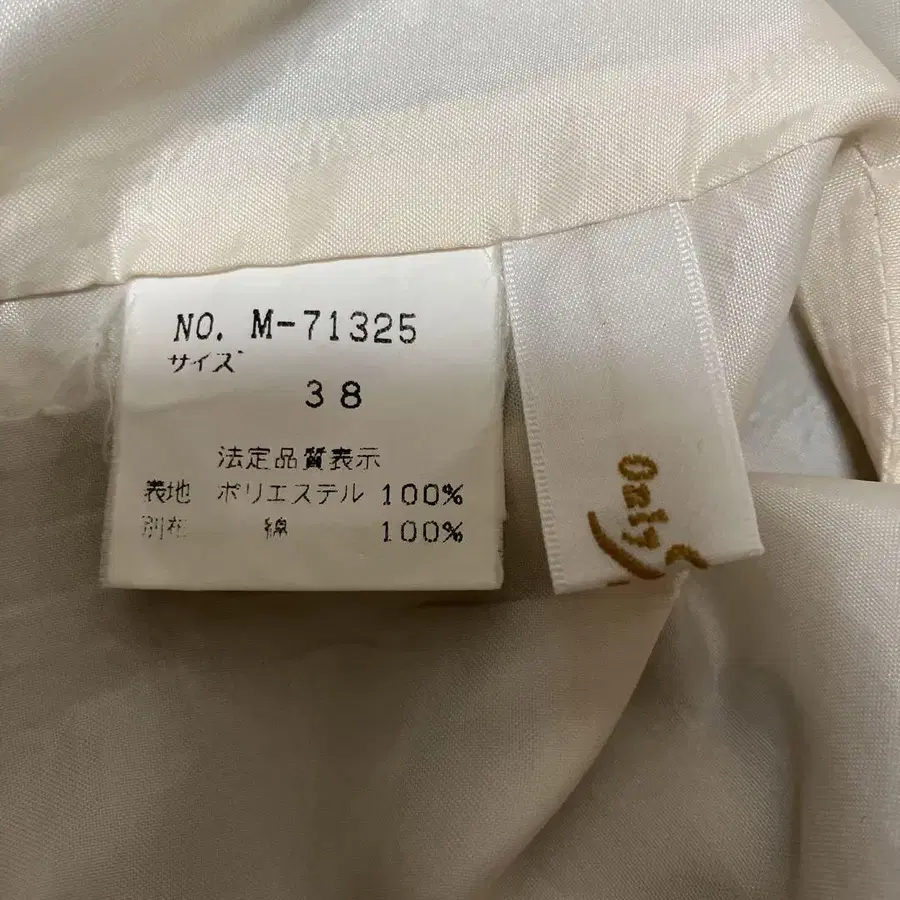 NO. M-71325
サイズ
38
法定品質表示
表地 ポリエステル 100%
別布 綿 100%
Only